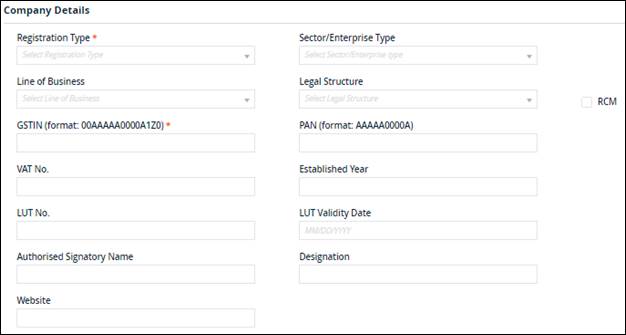 Company Details
Registration Type * Sector/Enterprise Type
Select Registration Type Select Sector/Enterprise type
Line of Business Legal Structure
Select Line of Business Select Legal Structure RCM
GSTIN (format: 00AAAAA0000A1Z0) * PAN (format: AAAAA0000A)
VAT No. Established Year
LUT No. LUT Validity Date
MM/DD/YYYY
Authorised Signatory Name Designation
Website